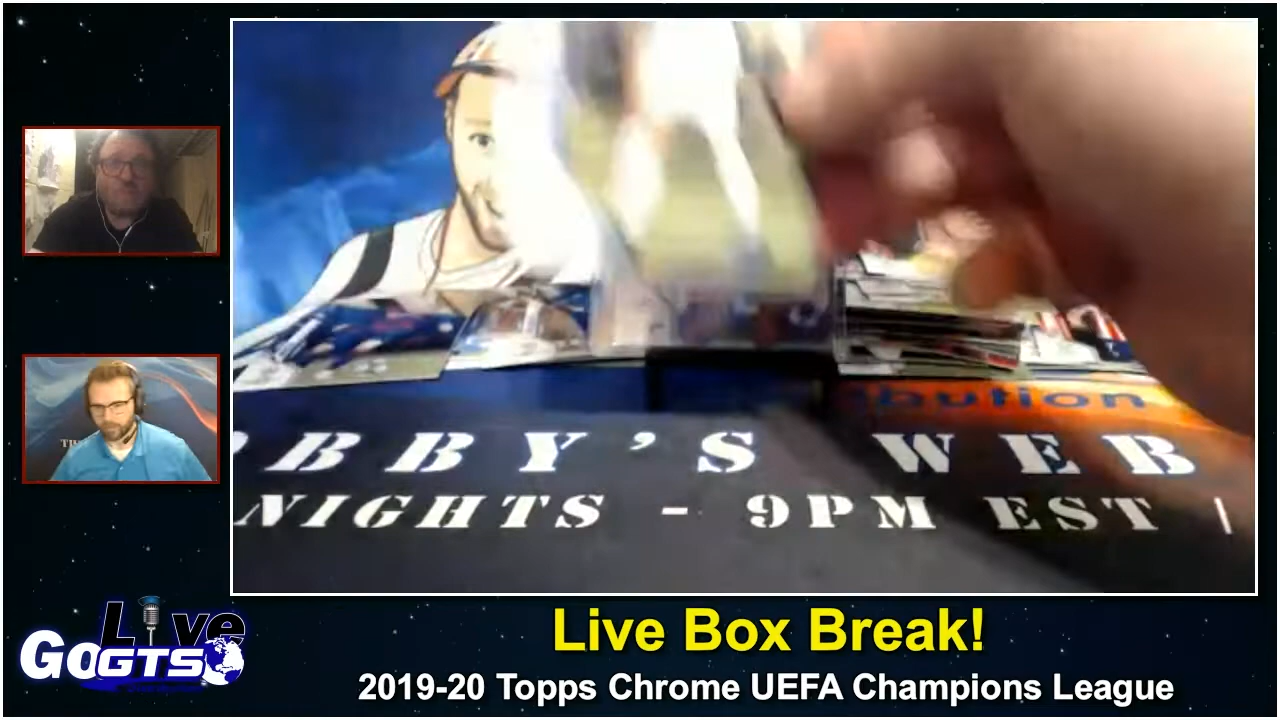 bution
BBY'S WEB
NIGHTS - 9PM EST |
Live
GOGTS
Live Box Break!
2019-20 Topps Chrome UEFA Champions League